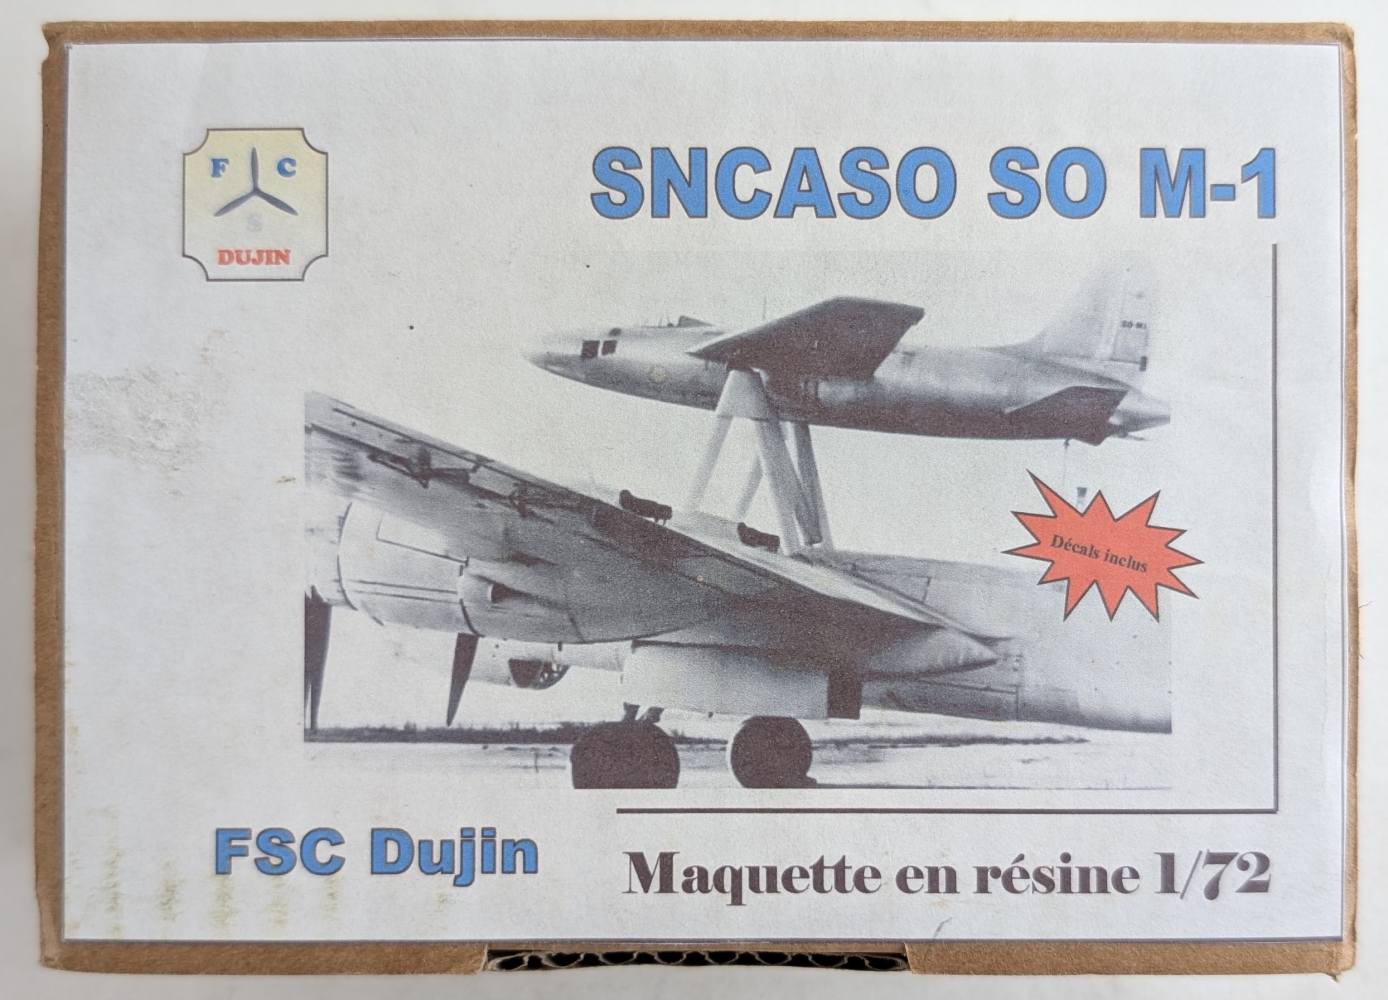 F C
S
DUJIN
SNCASO SO M-1
SO-M1
Décals inclus
FSC Dujin
Maquette en résine 1/72